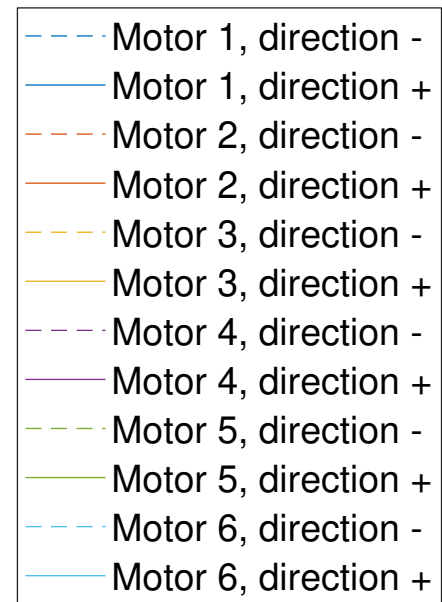 Motor 1, direction -
Motor 1, direction +
Motor 2, direction -
Motor 2, direction +
Motor 3, direction -
Motor 3, direction +
Motor 4, direction -
Motor 4, direction +
Motor 5, direction -
Motor 5, direction +
Motor 6, direction -
Motor 6, direction +